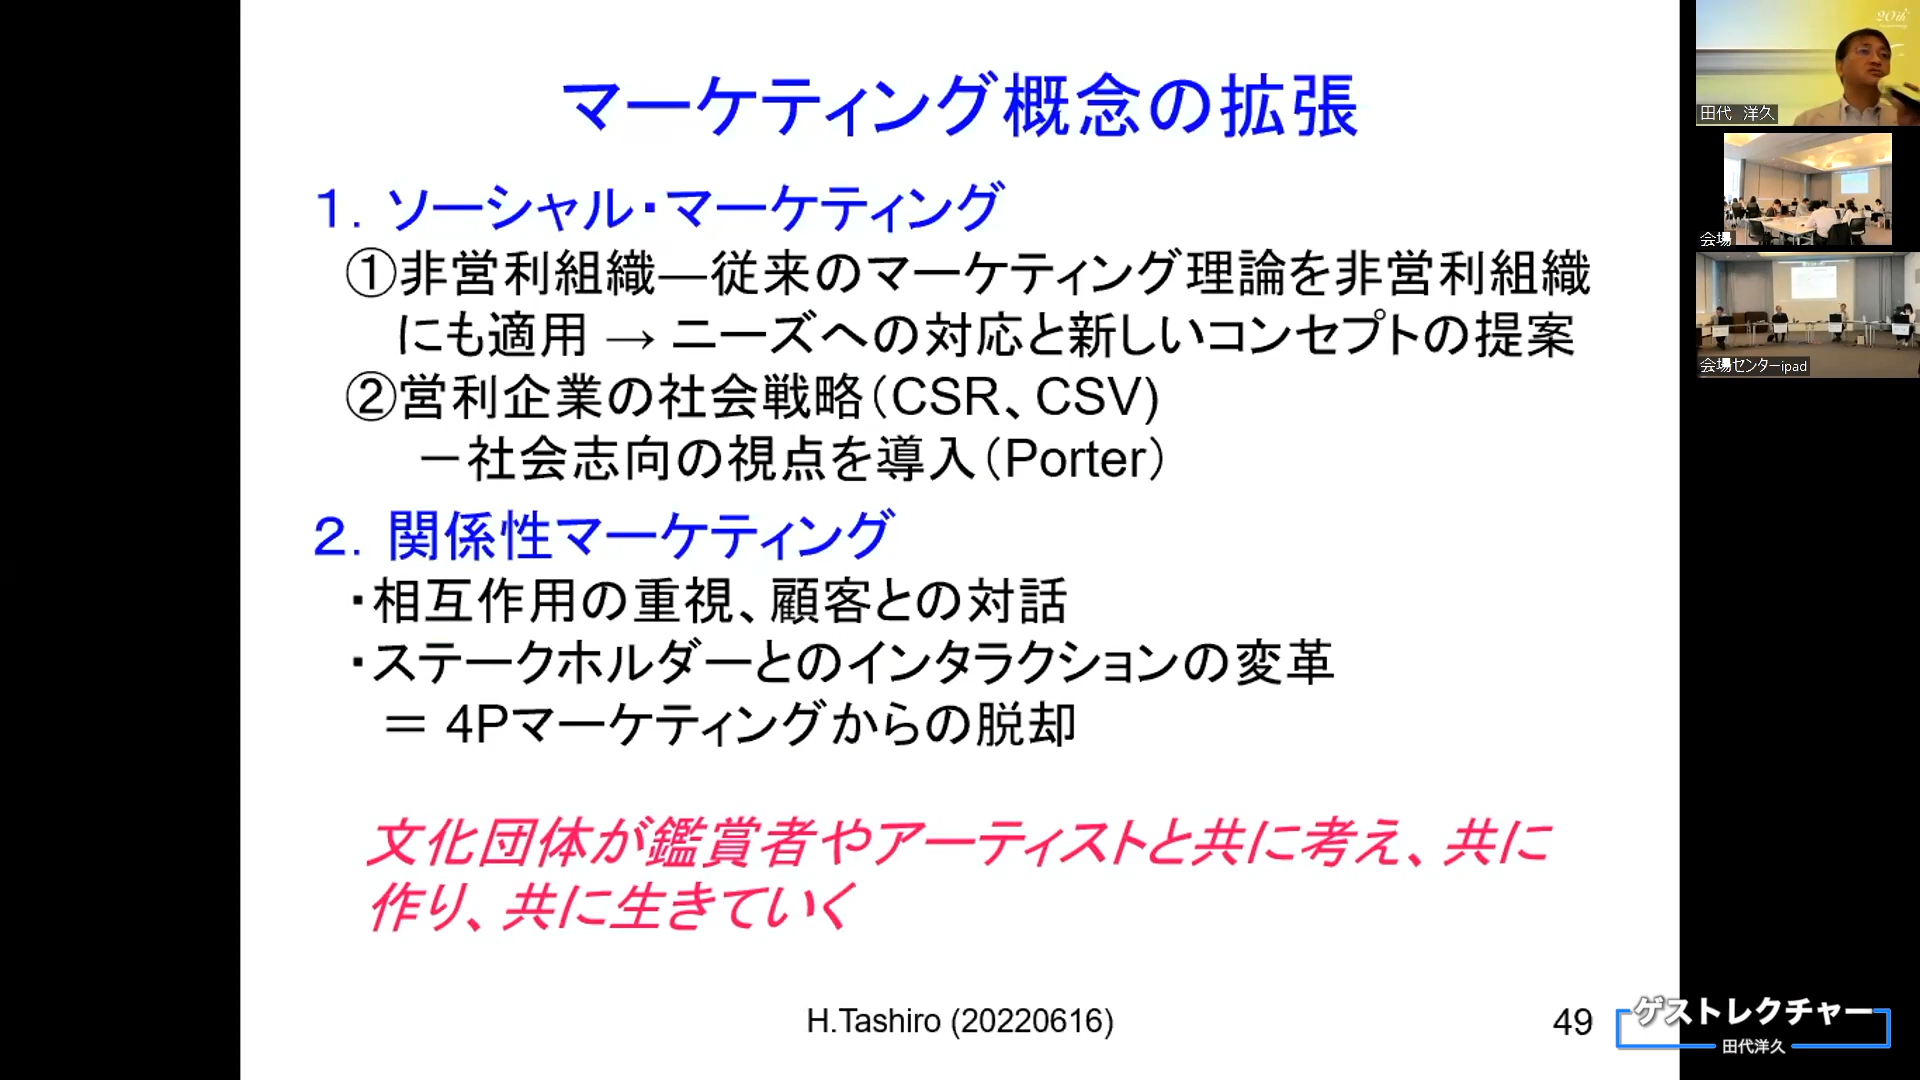 マーケティング概念の拡張
１．ソーシャル・マーケティング
①非営利組織―従来のマーケティング理論を非営利組織
にも適用 → ニーズへの対応と新しいコンセプトの提案
②営利企業の社会戦略（CSR、CSV)
－社会志向の視点を導入（Porter）
２．関係性マーケティング
・相互作用の重視、顧客との対話
・ステークホルダーとのインタラクションの変革
＝ 4Pマーケティングからの脱却
文化団体が鑑賞者やアーティストと共に考え、共に
作り、共に生きていく
H.Tashiro (20220616)
49
20th
田代　洋久
会場
会場センターipad
ゲストレクチャー
田代洋久